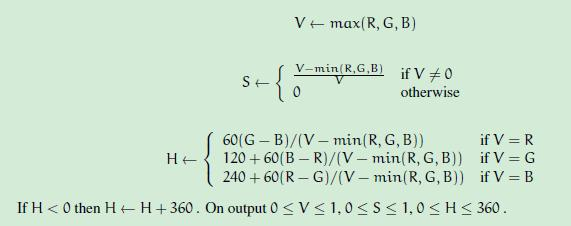 V ← max(R, G, B)
S ← { V−min(R,G,B) / V if V ≠ 0
0 otherwise
H ← { 60(G − B)/(V − min(R, G, B)) if V = R
120 + 60(B − R)/(V − min(R, G, B)) if V = G
240 + 60(R − G)/(V − min(R, G, B)) if V = B
If H < 0 then H ← H + 360 . On output 0 ≤ V ≤ 1, 0 ≤ S ≤ 1, 0 ≤ H ≤ 360 .